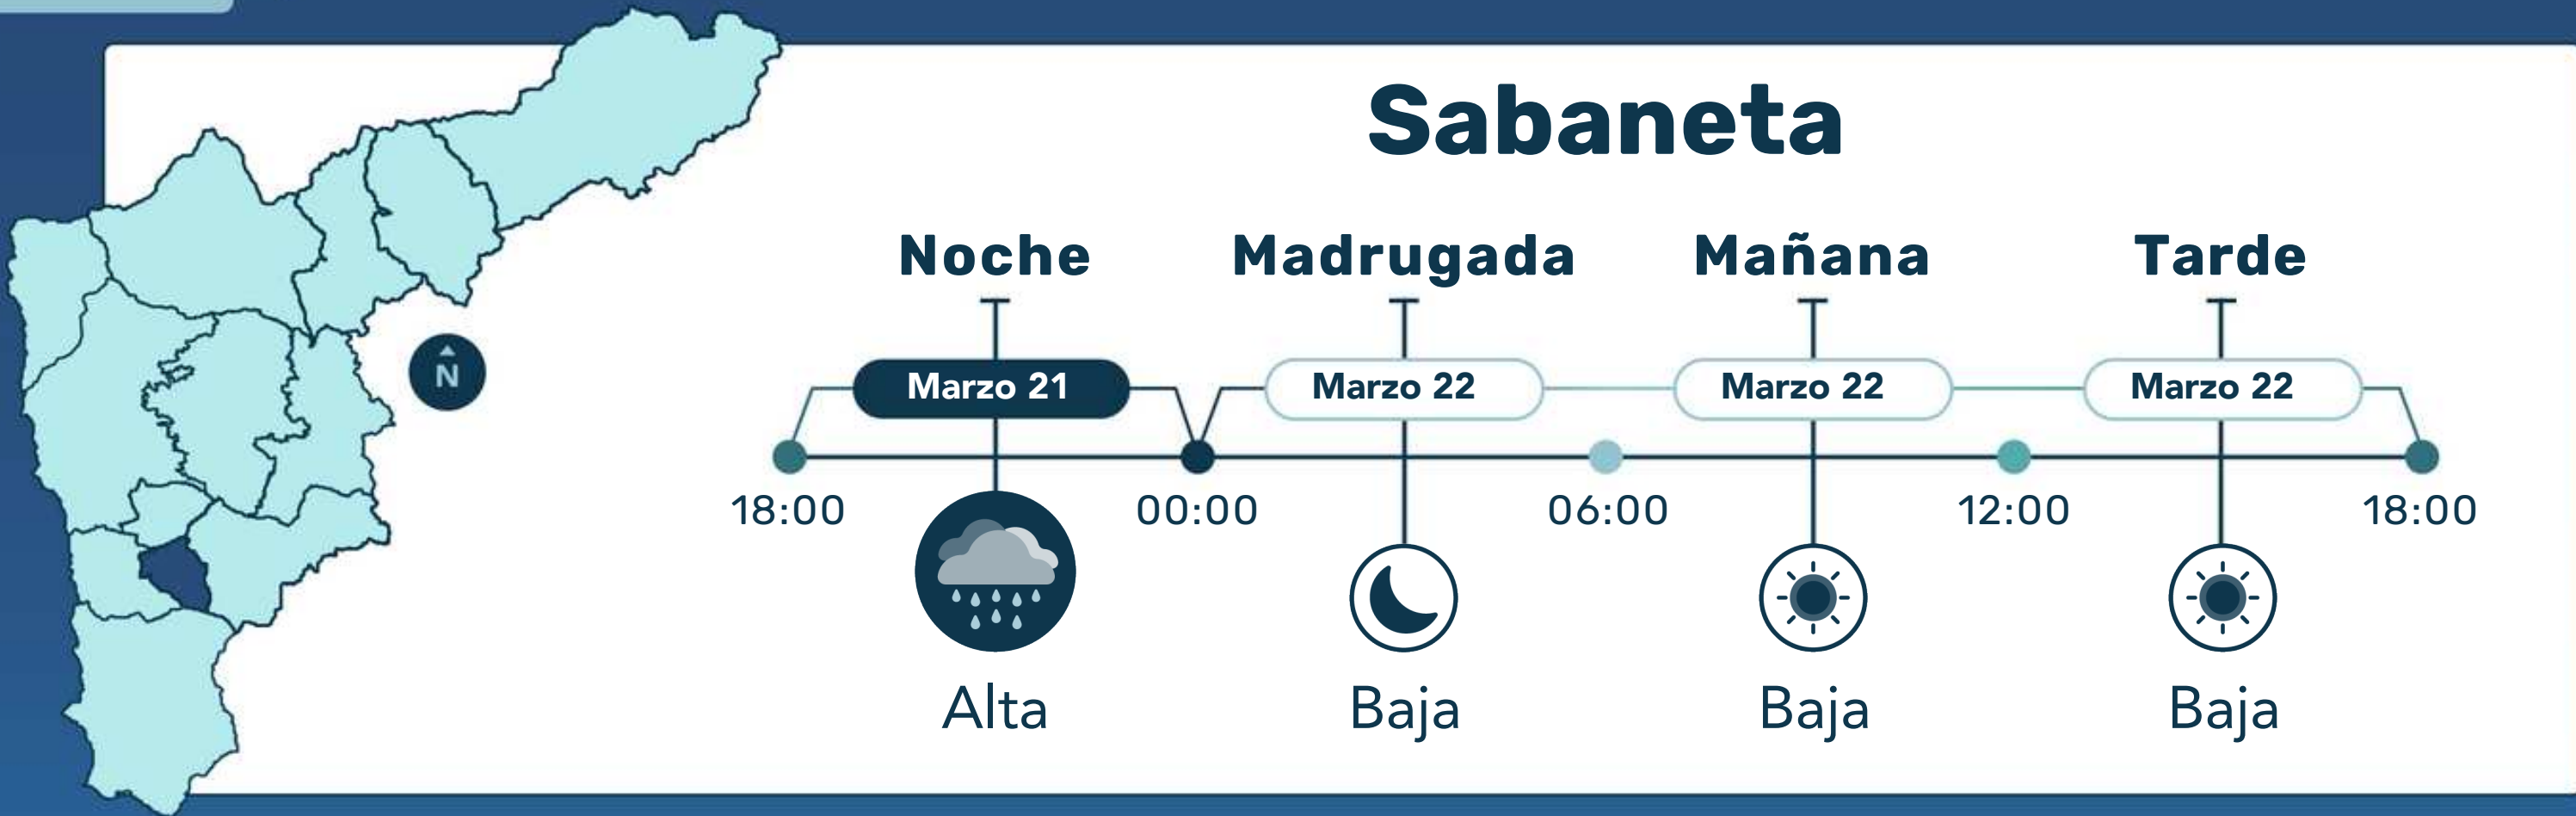 Sabaneta
Noche Madrugada Mañana Tarde
Marzo 21 Marzo 22 Marzo 22 Marzo 22
N
18:00 00:00 06:00 12:00 18:00
Alta Baja Baja Baja